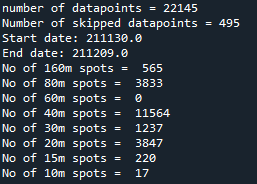 number of datapoints = 22145
Number of skipped datapoints = 495
Start date: 211130.0
End date: 211209.0
No of 160m spots =  565
No of 80m spots =  3833
No of 60m spots =  0
No of 40m spots =  11564
No of 30m spots =  1237
No of 20m spots =  3847
No of 15m spots =  220
No of 10m spots =  17